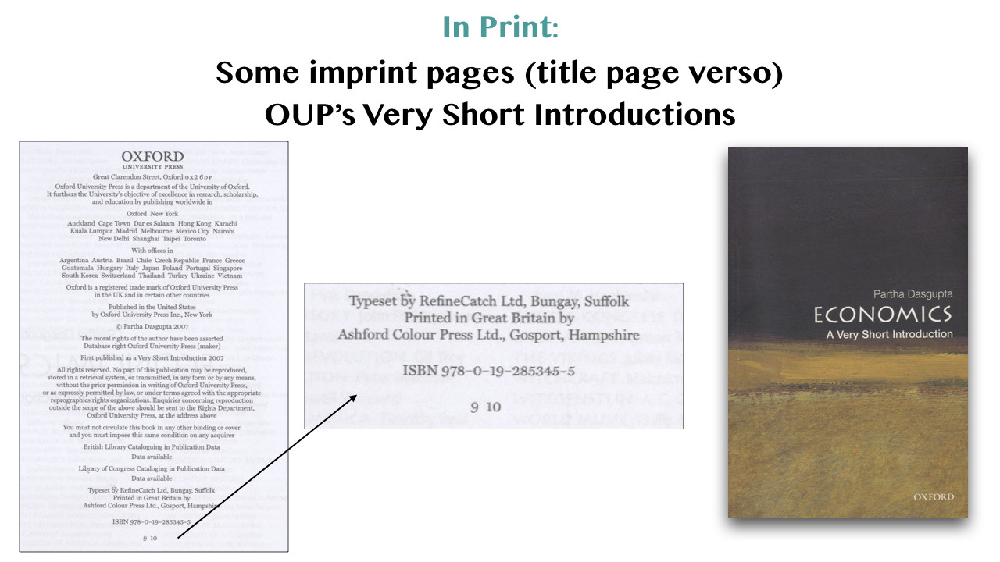 In Print:
Some imprint pages (title page verso)
OUP’s Very Short Introductions
OXFORD
UNIVERSITY PRESS
Great Clarendon Street, Oxford OX2 6DP
Oxford University Press is a department of the University of Oxford.
It furthers the University’s objective of excellence in research, scholarship,
and education by publishing worldwide in
Oxford New York
Auckland Cape Town Dar es Salaam Hong Kong Karachi
Kuala Lumpur Madrid Melbourne Mexico City Nairobi
New Delhi Shanghai Taipei Toronto
With offices in
Argentina Austria Brazil Chile Czech Republic France Greece
Guatemala Hungary Italy Japan Poland Portugal Singapore
South Korea Switzerland Thailand Turkey Ukraine Vietnam
Oxford is a registered trade mark of Oxford University Press
in the UK and in certain other countries
Published in the United States
by Oxford University Press Inc., New York
© Partha Dasgupta 2007
The moral rights of the author have been asserted
Database right Oxford University Press (maker)
First published as a Very Short Introduction 2007
All rights reserved. No part of this publication may be reproduced,
stored in a retrieval system, or transmitted, in any form or by any means,
without the prior permission in writing of Oxford University Press,
or as expressly permitted by law, or under terms agreed with the appropriate
reprographics rights organizations. Enquiries concerning reproduction
outside the scope of the above should be sent to the Rights Department,
Oxford University Press, at the address above
You must not circulate this book in any other binding or cover
and you must impose this same condition on any acquirer
British Library Cataloguing in Publication Data
Data available
Library of Congress Cataloging in Publication Data
Data available
Typeset by RefineCatch Ltd, Bungay, Suffolk
Printed in Great Britain by
Ashford Colour Press Ltd., Gosport, Hampshire
ISBN 978–0–19–285345–5
9 10
Typeset by RefineCatch Ltd, Bungay, Suffolk
Printed in Great Britain by
Ashford Colour Press Ltd., Gosport, Hampshire
ISBN 978–0–19–285345–5
9 10
Partha Dasgupta
ECONOMICS
A Very Short Introduction
OXFORD